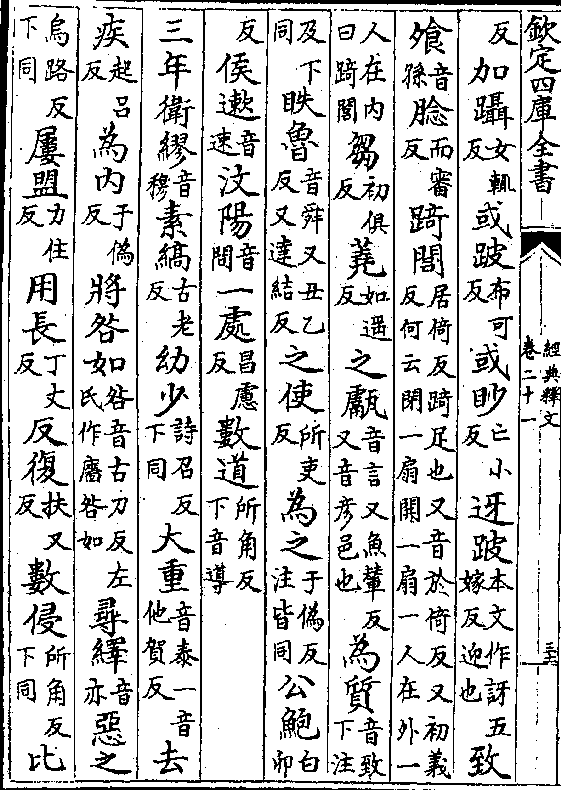 欽定四庫全書
經典釋文
卷二十一
反加躡女輒反或跛布可反或眇亡小反迓跛本文作訝五嫁反迎也致
飧音孫腍而審反踦閭居倚反踦足也又音於倚反又初義反何云閉一扇開一扇一人在外一
人在内曰踦閭芻初俱反蕘如遥反之甗音言又魚輦反又音彦邑也為質音致下注
及下同眣魯音舜又丑乙反又達結反之使所吏反為之于偽反注皆同公鮑白卯
反侯遬音速汶陽音問一處昌慮反數道所角反下音導
三年衛繆音穆素縞古老反幼少詩召反下同大重音泰一音他賀反去
疾起呂反為内于偽反將咎如咎音古刀反左氏作廧咎如尋繹音亦惡之
烏路反下同屢盟力住反用長丁丈反反復扶又反數侵所角反下同比